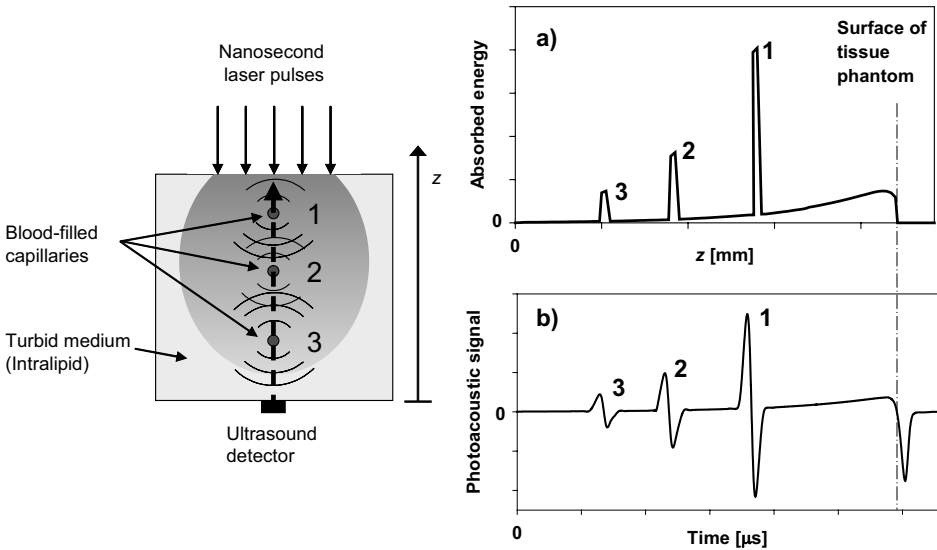 Nanosecond
laser pulses
z
Blood-filled
capillaries
1
2
3
Turbid medium
(Intralipid)
Ultrasound
detector
a)
Absorbed energy
1
2
3
Surface of
tissue
phantom
0
0
z [mm]
b)
Photoacoustic signal
1
2
3
0
0
Time [μs]